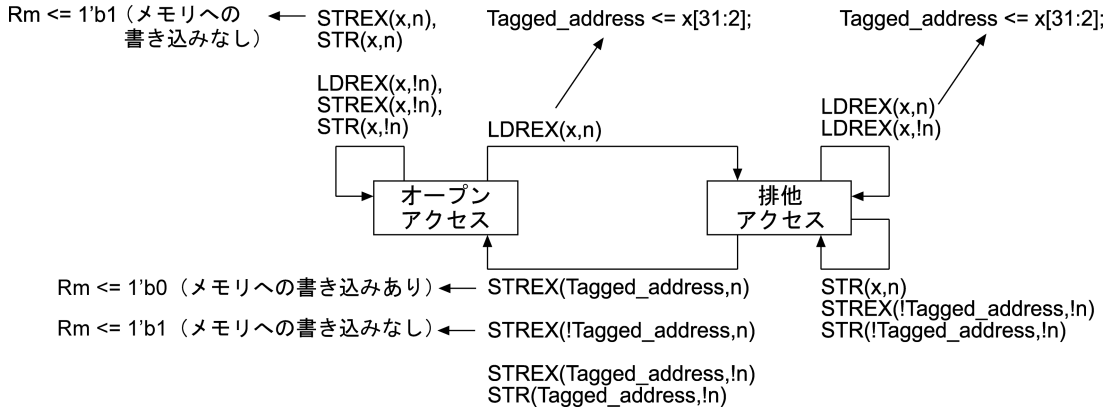 Rm <= 1'b1（メモリへの
書き込みなし）
STREX(x,n),
STR(x,n)
LDREX(x,!n),
STREX(x,!n),
STR(x,!n)
Tagged_address <= x[31:2];
LDREX(x,n)
Tagged_address <= x[31:2];
LDREX(x,n)
LDREX(x,!n)
オープン
アクセス
排他
アクセス
Rm <= 1'b0（メモリへの書き込みあり）
STREX(Tagged_address,n)
Rm <= 1'b1（メモリへの書き込みなし）
STREX(!Tagged_address,n)
STREX(Tagged_address,!n)
STR(Tagged_address,!n)
STR(x,n)
STREX(!Tagged_address,!n)
STR(!Tagged_address,!n)